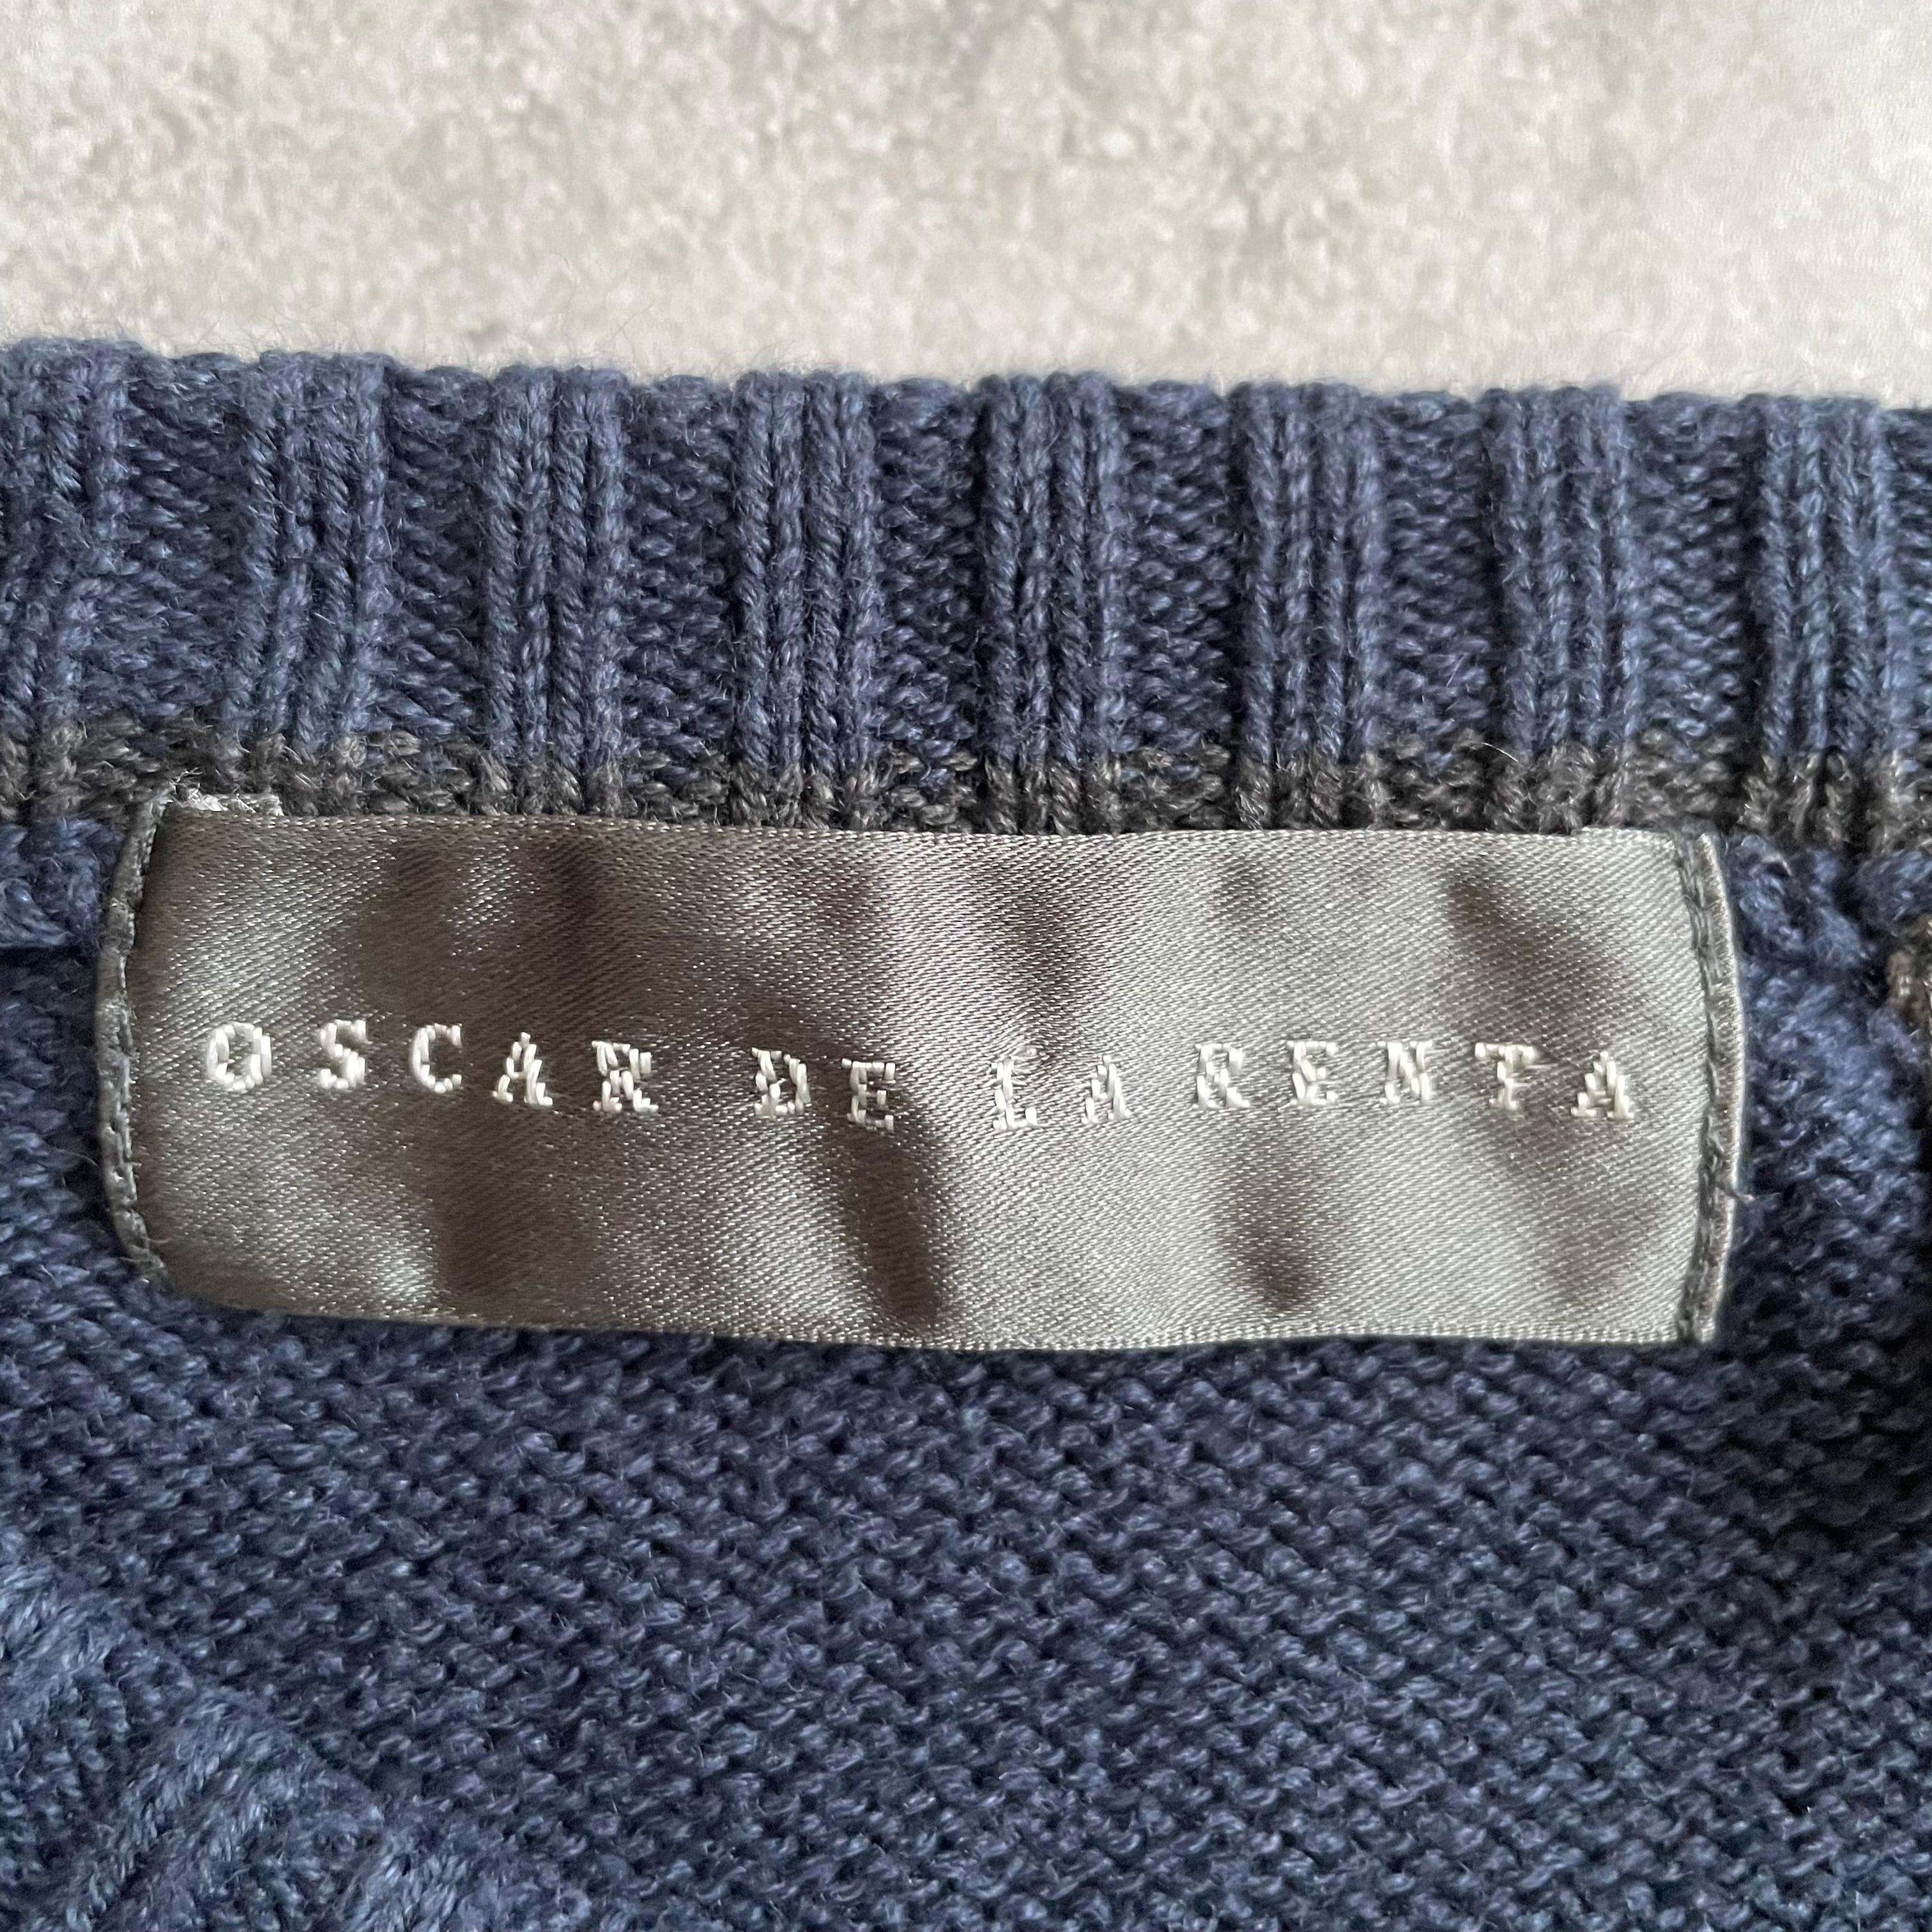 OSCAR DE LA RENTA